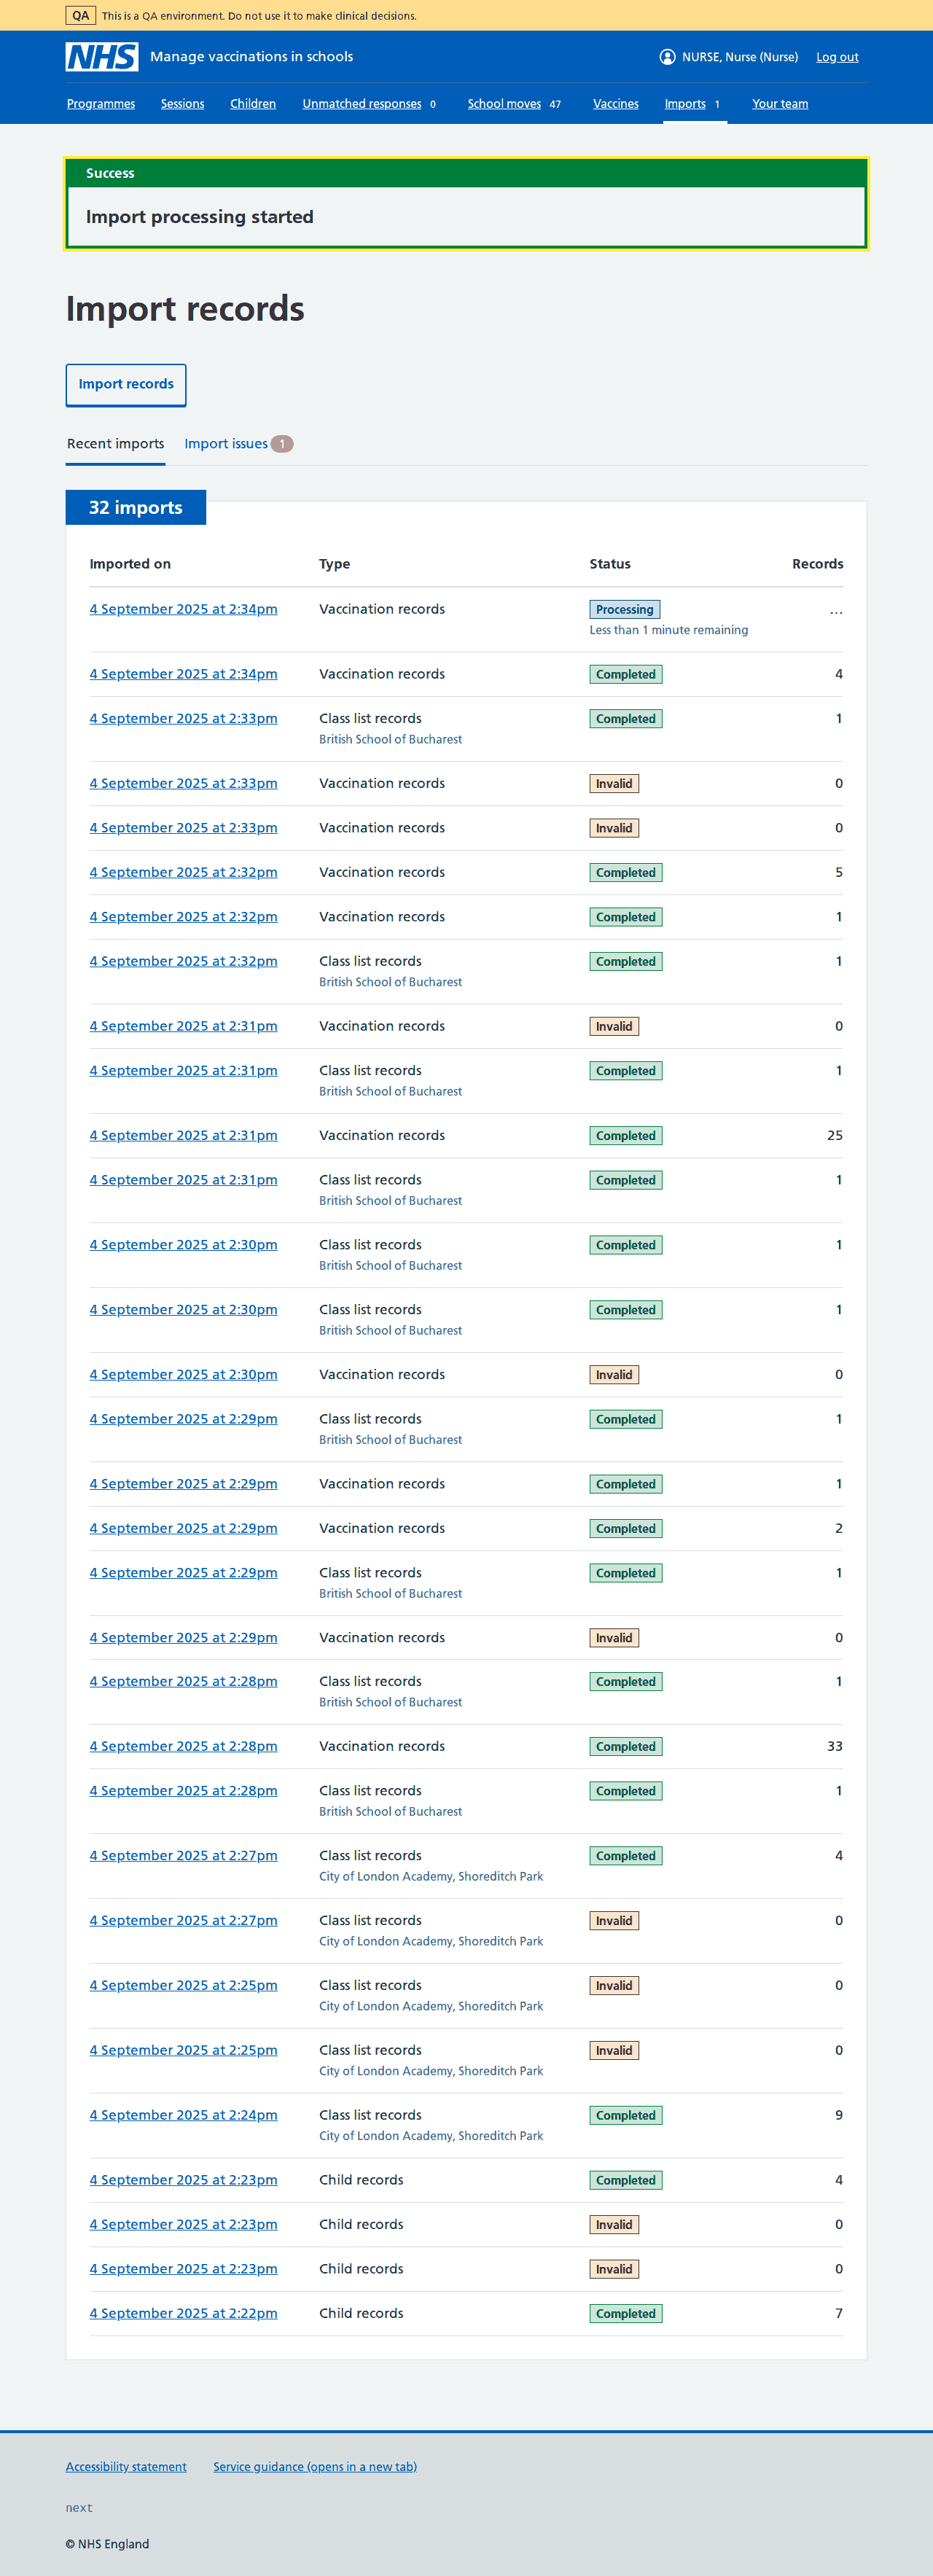 QA This is a QA environment. Do not use it to make clinical decisions.
NHS Manage vaccinations in schools NURSE, Nurse (Nurse) Log out
Programmes Sessions Children Unmatched responses 0 School moves 47 Vaccines Imports 1 Your team
Success
Import processing started
Import records
Import records
Recent imports Import issues 1
32 imports
Imported on Type Status Records
4 September 2025 at 2:34pm Vaccination records Processing ...
Less than 1 minute remaining
4 September 2025 at 2:34pm Vaccination records Completed 4
4 September 2025 at 2:33pm Class list records Completed 1
British School of Bucharest
4 September 2025 at 2:33pm Vaccination records Invalid 0
4 September 2025 at 2:33pm Vaccination records Invalid 0
4 September 2025 at 2:32pm Vaccination records Completed 5
4 September 2025 at 2:32pm Vaccination records Completed 1
4 September 2025 at 2:32pm Class list records Completed 1
British School of Bucharest
4 September 2025 at 2:31pm Vaccination records Invalid 0
4 September 2025 at 2:31pm Class list records Completed 1
British School of Bucharest
4 September 2025 at 2:31pm Vaccination records Completed 25
4 September 2025 at 2:31pm Class list records Completed 1
British School of Bucharest
4 September 2025 at 2:30pm Class list records Completed 1
British School of Bucharest
4 September 2025 at 2:30pm Class list records Completed 1
British School of Bucharest
4 September 2025 at 2:30pm Vaccination records Invalid 0
4 September 2025 at 2:29pm Class list records Completed 1
British School of Bucharest
4 September 2025 at 2:29pm Vaccination records Completed 1
4 September 2025 at 2:29pm Vaccination records Completed 2
4 September 2025 at 2:29pm Class list records Completed 1
British School of Bucharest
4 September 2025 at 2:29pm Vaccination records Invalid 0
4 September 2025 at 2:28pm Class list records Completed 1
British School of Bucharest
4 September 2025 at 2:28pm Vaccination records Completed 33
4 September 2025 at 2:28pm Class list records Completed 1
British School of Bucharest
4 September 2025 at 2:27pm Class list records Completed 4
City of London Academy, Shoreditch Park
4 September 2025 at 2:27pm Class list records Invalid 0
City of London Academy, Shoreditch Park
4 September 2025 at 2:25pm Class list records Invalid 0
City of London Academy, Shoreditch Park
4 September 2025 at 2:25pm Class list records Invalid 0
City of London Academy, Shoreditch Park
4 September 2025 at 2:24pm Class list records Completed 9
City of London Academy, Shoreditch Park
4 September 2025 at 2:23pm Child records Completed 4
4 September 2025 at 2:23pm Child records Invalid 0
4 September 2025 at 2:23pm Child records Invalid 0
4 September 2025 at 2:22pm Child records Completed 7
Accessibility statement Service guidance (opens in a new tab)
next
© NHS England